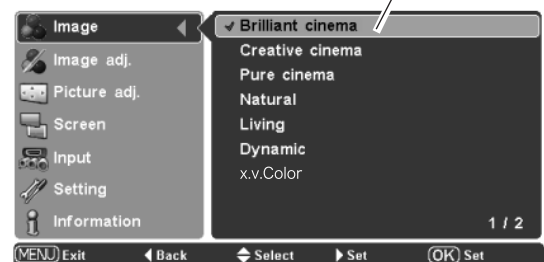 Image
Image adj.
Picture adj.
Screen
Input
Setting
Information
✓ Brilliant cinema
Creative cinema
Pure cinema
Natural
Living
Dynamic
x.v.Color
1 / 2
MENU Exit ◀ Back ◆ Select ▶ Set OK Set